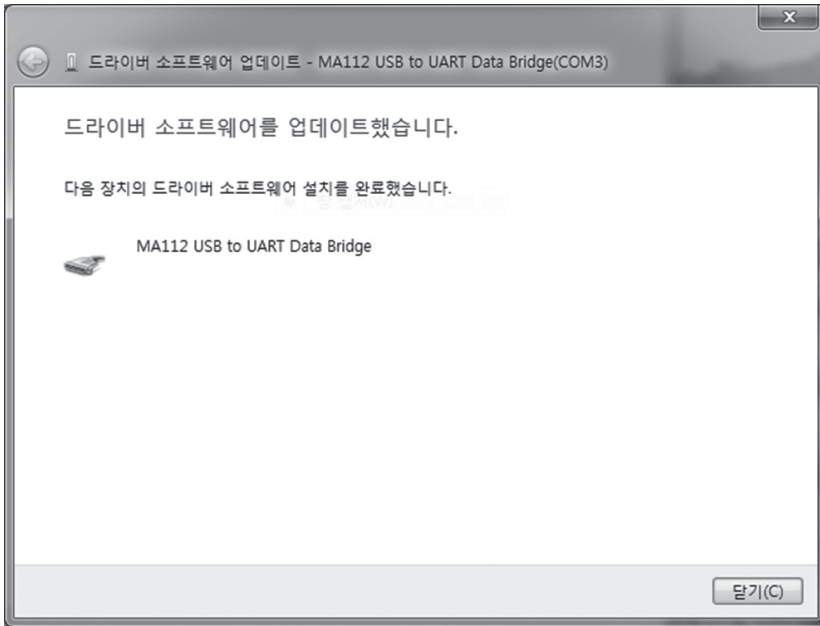 드라이버 소프트웨어 업데이트 - MA112 USB to UART Data Bridge(COM3)
드라이버 소프트웨어를 업데이트했습니다.
다음 장치의 드라이버 소프트웨어 설치를 완료했습니다.
창 캡처(W)
MA112 USB to UART Data Bridge
닫기(C)